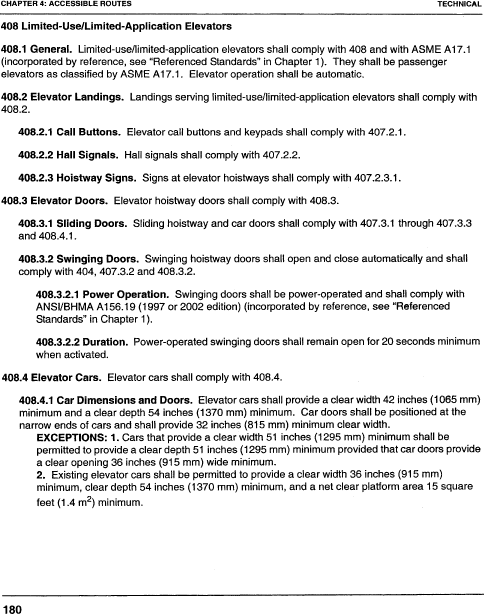 CHAPTER 4: ACCESSIBLE ROUTES TECHNICAL
408 Limited-Use/Limited-Application Elevators
408.1 General. Limited-use/limited-application elevators shall comply with 408 and with ASME A17.1
(incorporated by reference, see "Referenced Standards" in Chapter 1). They shall be passenger
elevators as classified by ASME A17.1. Elevator operation shall be automatic.
408.2 Elevator Landings. Landings serving limited-use/limited-application elevators shall comply with
408.2.
408.2.1 Call Buttons. Elevator call buttons and keypads shall comply with 407.2.1.
408.2.2 Hall Signals. Hall signals shall comply with 407.2.2.
408.2.3 Hoistway Signs. Signs at elevator hoistways shall comply with 407.2.3.1.
408.3 Elevator Doors. Elevator hoistway doors shall comply with 408.3.
408.3.1 Sliding Doors. Sliding hoistway and car doors shall comply with 407.3.1 through 407.3.3
and 408.4.1.
408.3.2 Swinging Doors. Swinging hoistway doors shall open and close automatically and shall
comply with 404, 407.3.2 and 408.3.2.
408.3.2.1 Power Operation. Swinging doors shall be power-operated and shall comply with
ANSI/BHMA A156.19 (1997 or 2002 edition) (incorporated by reference, see "Referenced
Standards" in Chapter 1).
408.3.2.2 Duration. Power-operated swinging doors shall remain open for 20 seconds minimum
when activated.
408.4 Elevator Cars. Elevator cars shall comply with 408.4.
408.4.1 Car Dimensions and Doors. Elevator cars shall provide a clear width 42 inches (1065 mm)
minimum and a clear depth 54 inches (1370 mm) minimum. Car doors shall be positioned at the
narrow ends of cars and shall provide 32 inches (815 mm) minimum clear width.
EXCEPTIONS: 1. Cars that provide a clear width 51 inches (1295 mm) minimum shall be
permitted to provide a clear depth 51 inches (1295 mm) minimum provided that car doors provide
a clear opening 36 inches (915 mm) wide minimum.
2. Existing elevator cars shall be permitted to provide a clear width 36 inches (915 mm)
minimum, clear depth 54 inches (1370 mm) minimum, and a net clear platform area 15 square
feet (1.4 m²) minimum.
180